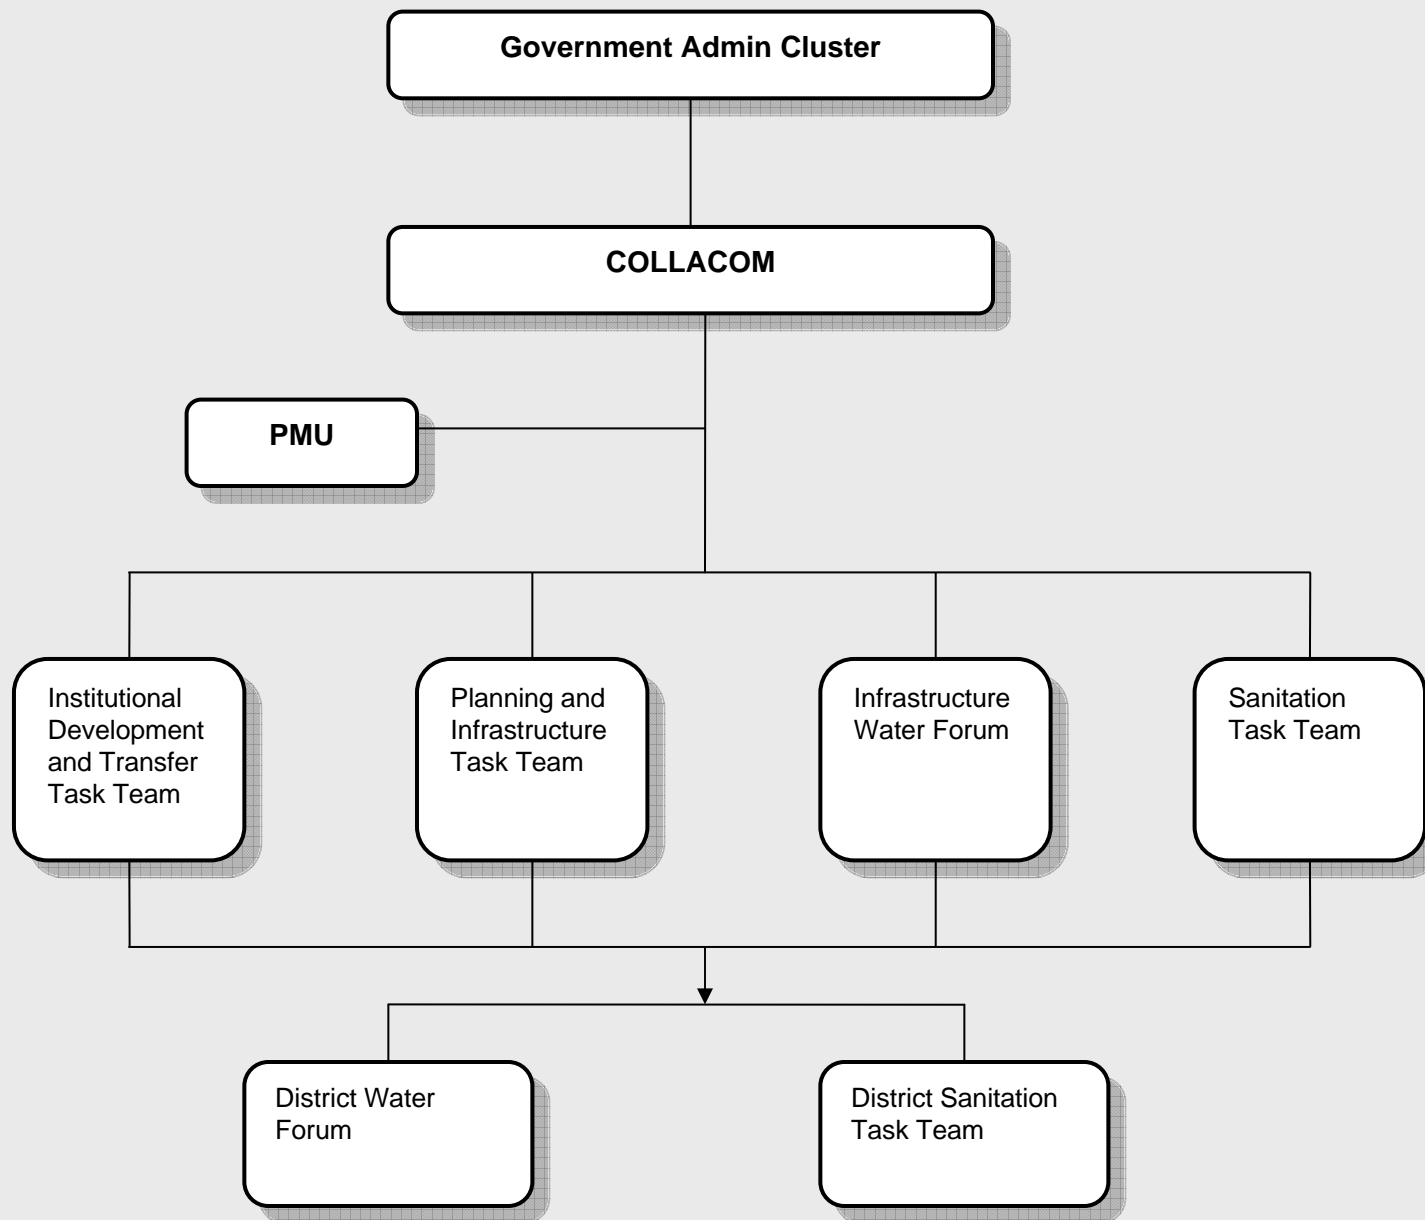 Government Admin Cluster
COLLACOM
PMU
Institutional
Development
and Transfer
Task Team
Planning and
Infrastructure
Task Team
Infrastructure
Water Forum
Sanitation
Task Team
District Water
Forum
District Sanitation
Task Team